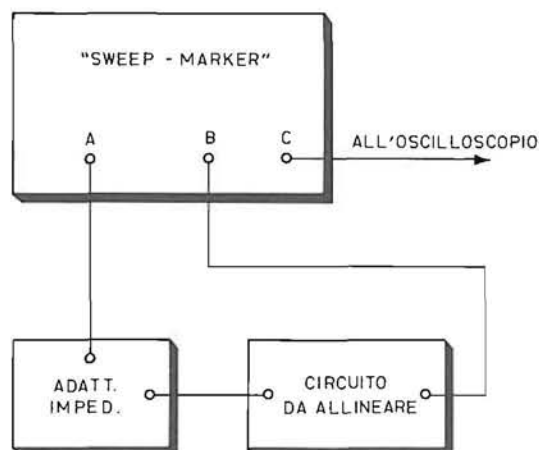 "SWEEP - MARKER"
A B C
ALL'OSCILLOSCOPIO
ADATT.
IMPED.
CIRCUITO
DA ALLINEARE